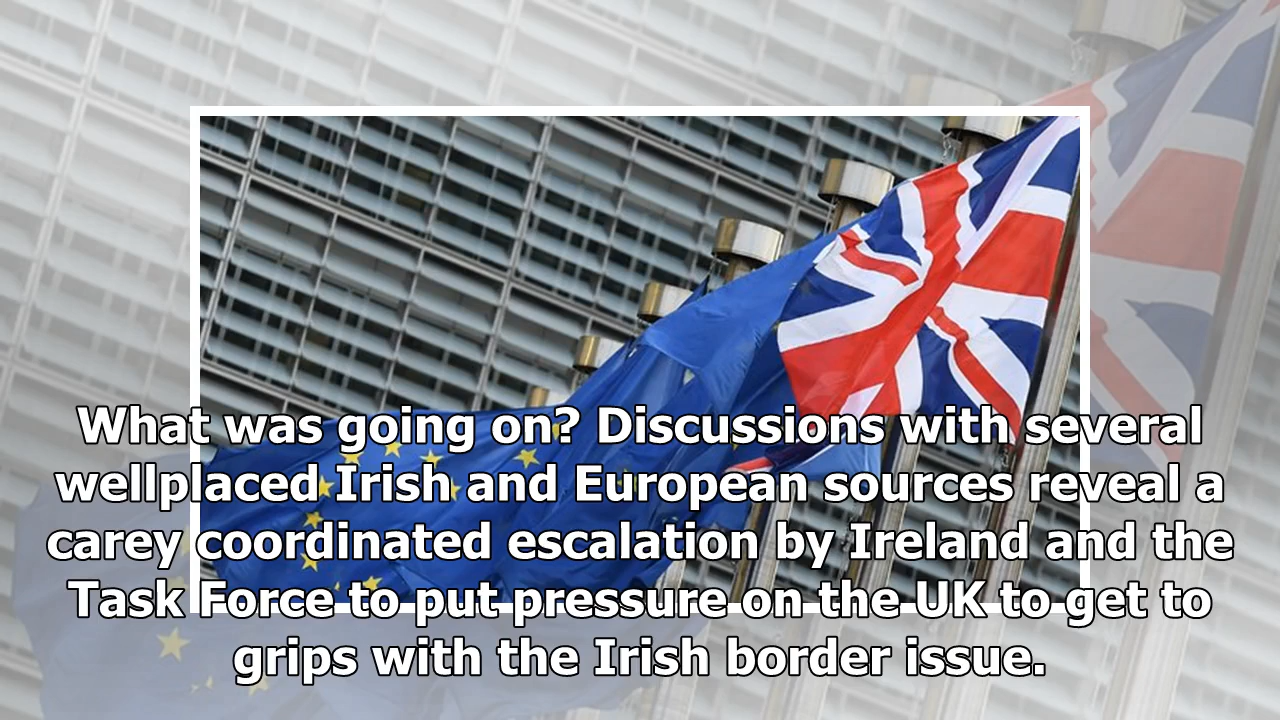 What was going on? Discussions with several
wellplaced Irish and European sources reveal a
carey coordinated escalation by Ireland and the
Task Force to put pressure on the UK to get to
grips with the Irish border issue.